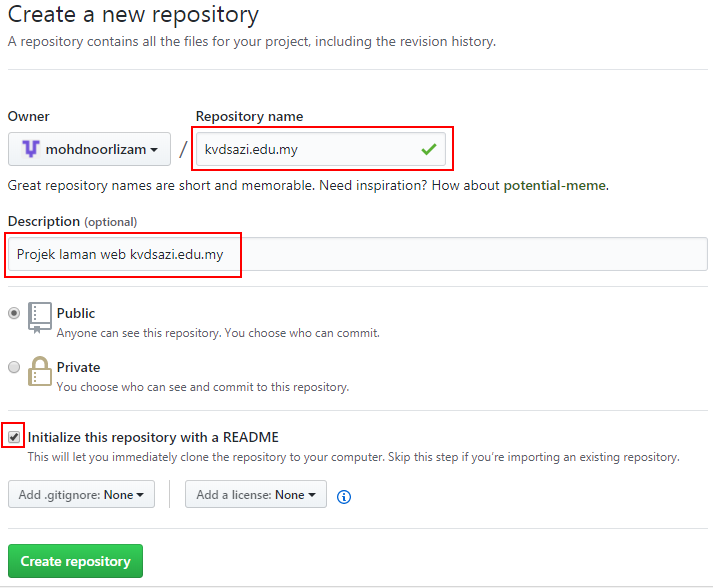 Create a new repository
A repository contains all the files for your project, including the revision history.
Owner
Repository name
mohdnoorlizam / kvdsazi.edu.my
Great repository names are short and memorable. Need inspiration? How about potential-meme.
Description (optional)
Projek laman web kvdsazi.edu.my
Public
Anyone can see this repository. You choose who can commit.
Private
You choose who can see and commit to this repository.
Initialize this repository with a README
This will let you immediately clone the repository to your computer. Skip this step if you're importing an existing repository.
Add .gitignore: None
Add a license: None
Create repository